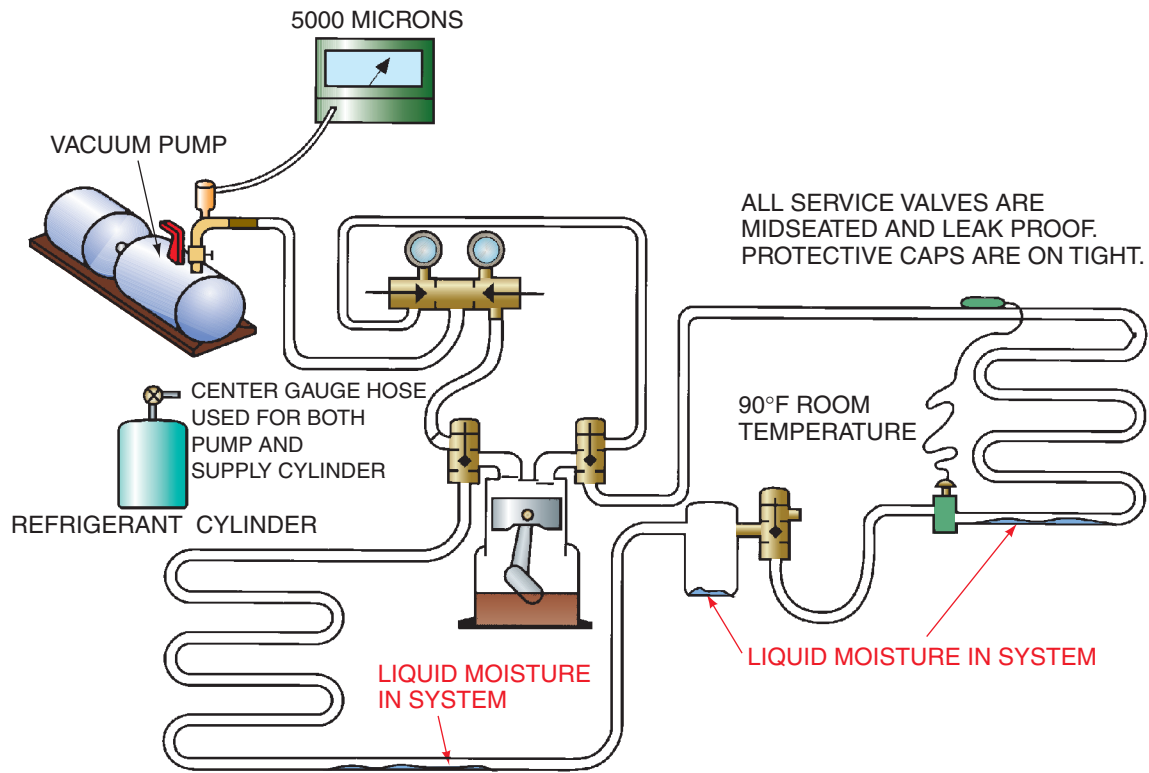 5000 MICRONS
VACUUM PUMP
ALL SERVICE VALVES ARE
MIDSEATED AND LEAK PROOF.
PROTECTIVE CAPS ARE ON TIGHT.
CENTER GAUGE HOSE
USED FOR BOTH
PUMP AND
SUPPLY CYLINDER
REFRIGERANT CYLINDER
90°F ROOM
TEMPERATURE
LIQUID MOISTURE
IN SYSTEM
LIQUID MOISTURE IN SYSTEM